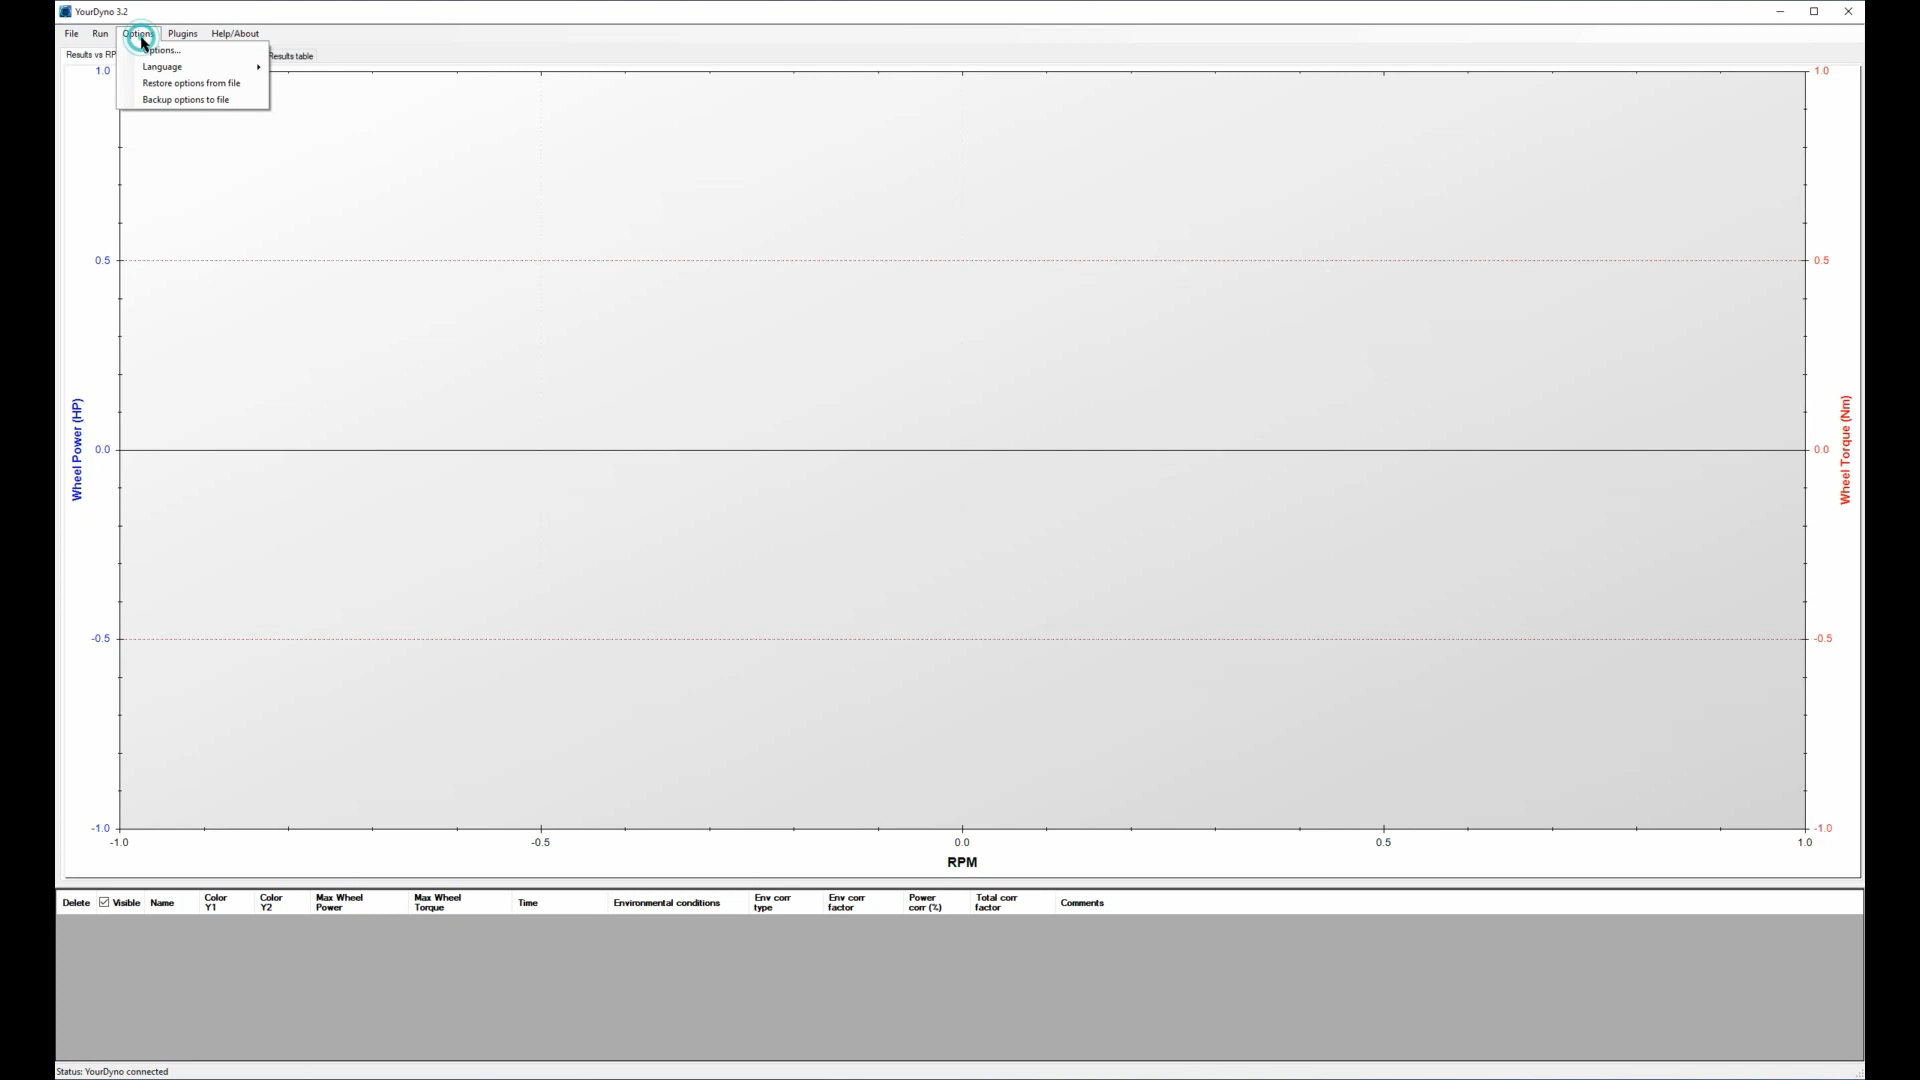 YourDyno 3.2
File Run Options Plugins Help/About
Results vs RP
Results table
Options...
Language
Restore options from file
Backup options to file
1.0
0.5
0.0
-0.5
-1.0
Wheel Power (HP)
1.0
0.5
0.0
-0.5
-1.0
Wheel Torque (Nm)
-1.0 -0.5 0.0 0.5 1.0
RPM
Delete Visible Name Color Y1 Color Y2 Max Wheel Power Max Wheel Torque Time Environmental conditions Env corr type Env corr factor Power corr (%) Total corr factor Comments
Status: YourDyno connected